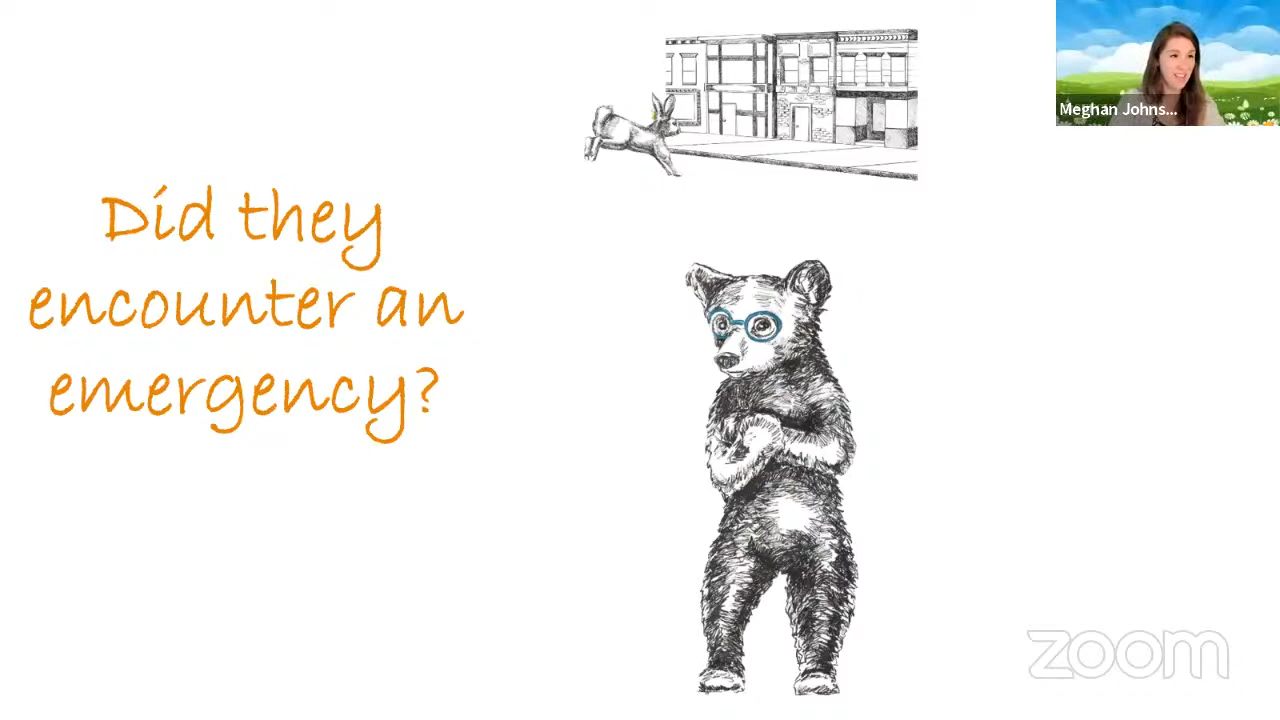 Meghan Johns...
Did they
encounter an
emergency?
zoom